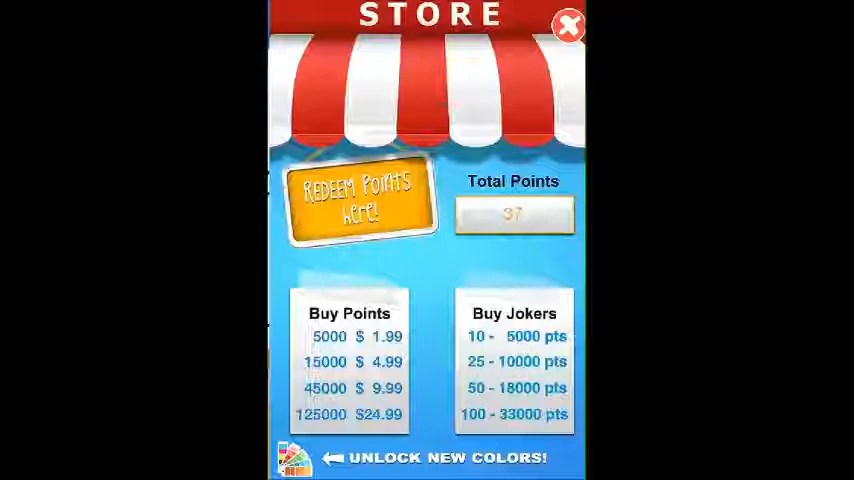 STORE
REDEEM POINTS
here!
Total Points
37
Buy Points
5000 $ 1.99
15000 $ 4.99
45000 $ 9.99
125000 $24.99
Buy Jokers
10 - 5000 pts
25 - 10000 pts
50 - 18000 pts
100 - 33000 pts
UNLOCK NEW COLORS!